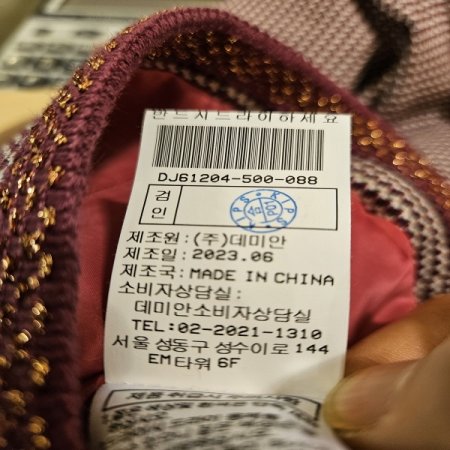 반드시드라이하세요
DJ61204-500-088
검
인
KIPS KIPS
제조원:(주)데미안
제조일:2023.06
제조국:MADE IN CHINA
소비자상담실:
데미안소비자상담실
TEL:02-2021-1310
서울 성동구 성수이로 144
EM타워 6F